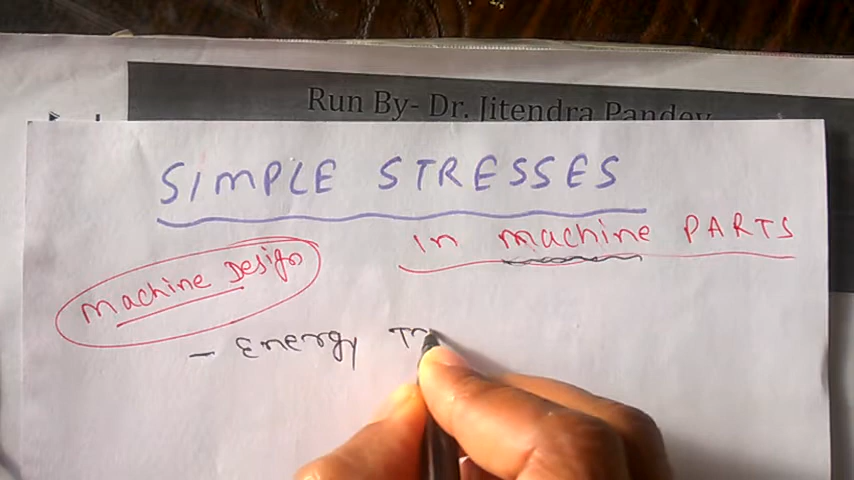 Run By- Dr. Jitendra Pandey
SIMPLE STRESSES
In machine PARTS
Machine Design
- Energy Tr